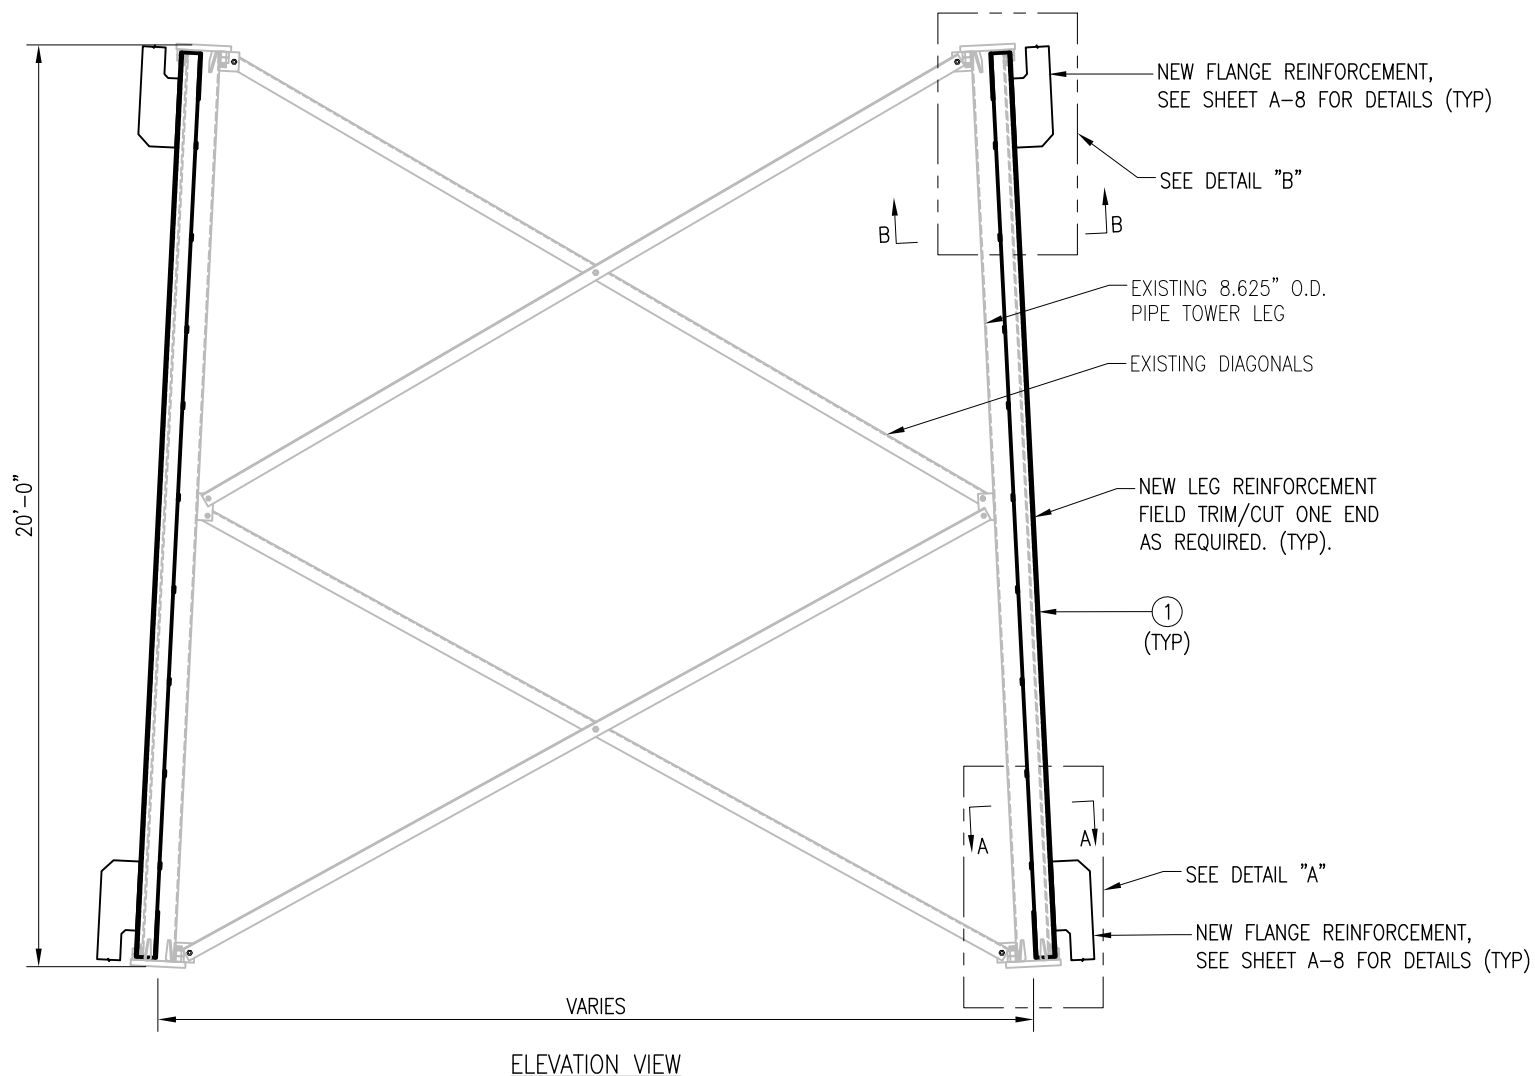 NEW FLANGE REINFORCEMENT,
SEE SHEET A-8 FOR DETAILS (TYP)
SEE DETAIL "B"
B
B
EXISTING 8.625" O.D.
PIPE TOWER LEG
EXISTING DIAGONALS
20'-0"
NEW LEG REINFORCEMENT
FIELD TRIM/CUT ONE END
AS REQUIRED. (TYP).
1
(TYP)
A
A
SEE DETAIL "A"
NEW FLANGE REINFORCEMENT,
SEE SHEET A-8 FOR DETAILS (TYP)
VARIES
ELEVATION VIEW